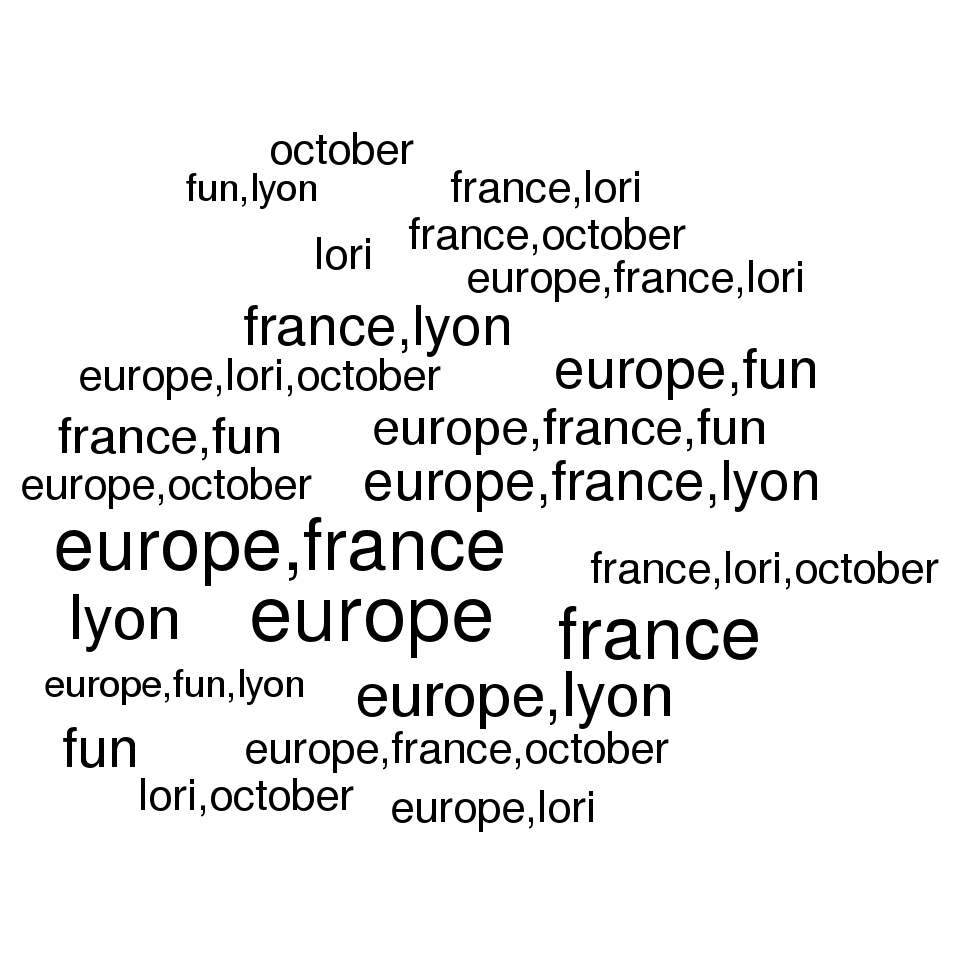 october
fun,lyon
france,lori
france,october
lori
europe,france,lori
france,lyon
europe,lori,october
europe,fun
france,fun
europe,france,fun
europe,october
europe,france,lyon
europe,france
france,lori,october
lyon
europe
france
europe,fun,lyon
europe,lyon
fun
europe,france,october
lori,october
europe,lori